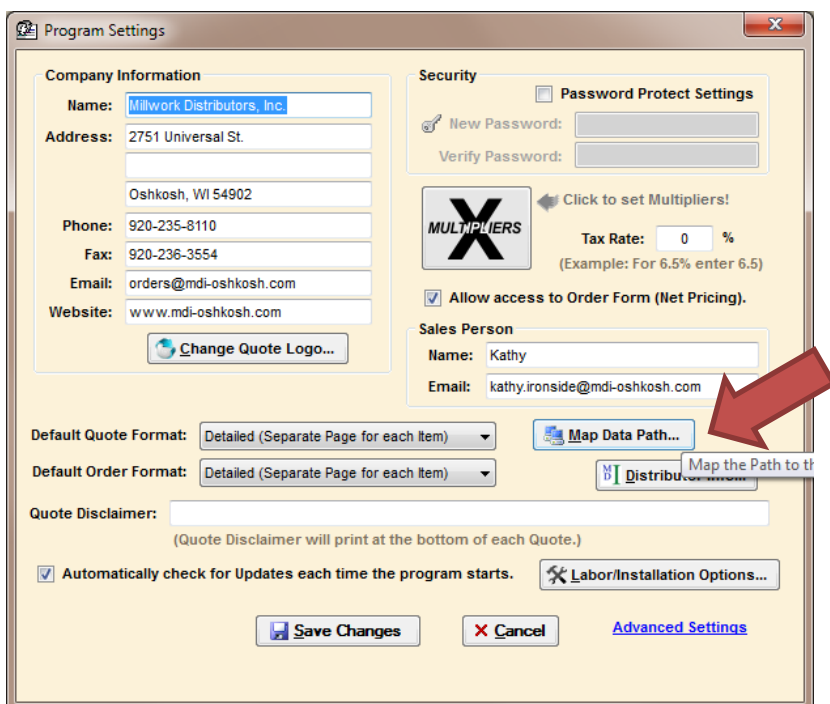 Program Settings
X
Company Information
Name: Millwork Distributors, Inc.
Address: 2751 Universal St.
Oshkosh, WI 54902
Phone: 920-235-8110
Fax: 920-236-3554
Email: orders@mdi-oshkosh.com
Website: www.mdi-oshkosh.com
Change Quote Logo...
Security
Password Protect Settings
New Password:
Verify Password:
X
MULTIPLIERS
Click to set Multipliers!
Tax Rate: 0 %
(Example: For 6.5% enter 6.5)
Allow access to Order Form (Net Pricing).
Sales Person
Name: Kathy
Email: kathy.ironside@mdi-oshkosh.com
Default Quote Format: Detailed (Separate Page for each Item)
Map Data Path...
Map the Path to th
Default Order Format: Detailed (Separate Page for each Item)
MDI
Quote Disclaimer:
(Quote Disclaimer will print at the bottom of each Quote.)
Automatically check for Updates each time the program starts.
Labor/Installation Options...
Save Changes
Cancel
Advanced Settings